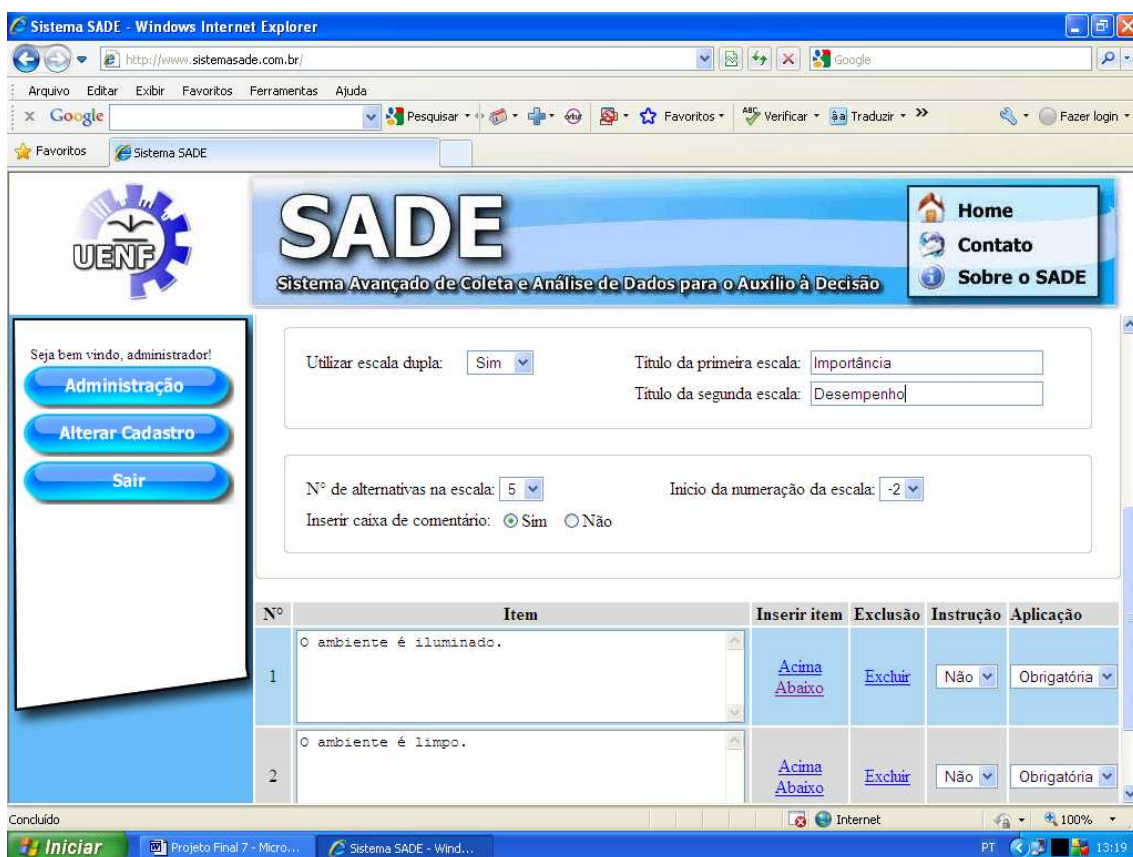 Sistema SADE - Windows Internet Explorer
http://www.sistemasade.com.br/
Google
Arquivo Editar Exibir Favoritos Ferramentas Ajuda
x Google Pesquisar Favoritos ABC Verificar aa Traduzir >> Fazer login
Favoritos Sistema SADE
UENF
SADE
Sistema Avançado de Coleta e Análise de Dados para o Auxílio à Decisão
Home
Contato
Sobre o SADE
Seja bem vindo, administrador!
Administração
Alterar Cadastro
Sair
Utilizar escala dupla: Sim Titulo da primeira escala: Importância
Titulo da segunda escala: Desempenho
N° de alternativas na escala: 5 Inicio da numeração da escala: -2
Inserir caixa de comentário: Sim Não
N° Item Inserir item Exclusão Instrução Aplicação
1 O ambiente é iluminado. Acima Abaixo Excluir Não Obrigatória
2 O ambiente é limpo. Acima Abaixo Excluir Não Obrigatória
Concluído Internet 100%
Iniciar Projeto Final 7 - Micro... Sistema SADE - Wind... PT 13:19